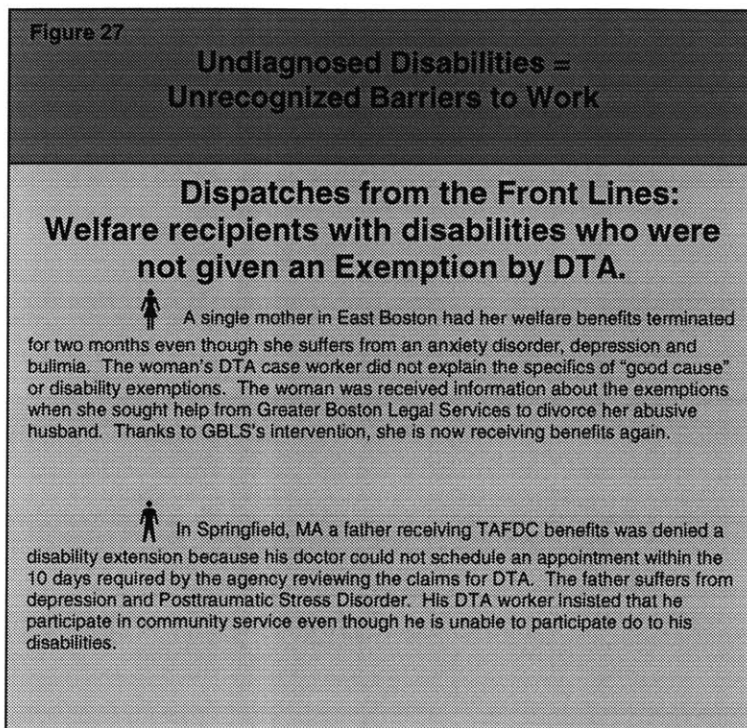 Figure 27
Undiagnosed Disabilities =
Unrecognized Barriers to Work
Dispatches from the Front Lines:
Welfare recipients with disabilities who were
not given an Exemption by DTA.
A single mother in East Boston had her welfare benefits terminated
for two months even though she suffers from an anxiety disorder, depression and
bulimia. The woman's DTA case worker did not explain the specifics of "good cause"
or disability exemptions. The woman was received information about the exemptions
when she sought help from Greater Boston Legal Services to divorce her abusive
husband. Thanks to GBLS's intervention, she is now receiving benefits again.
In Springfield, MA a father receiving TAFDC benefits was denied a
disability extension because his doctor could not schedule an appointment within the
10 days required by the agency reviewing the claims for DTA. The father suffers from
depression and Posttraumatic Stress Disorder. His DTA worker insisted that he
participate in community service even though he is unable to participate do to his
disabilities.